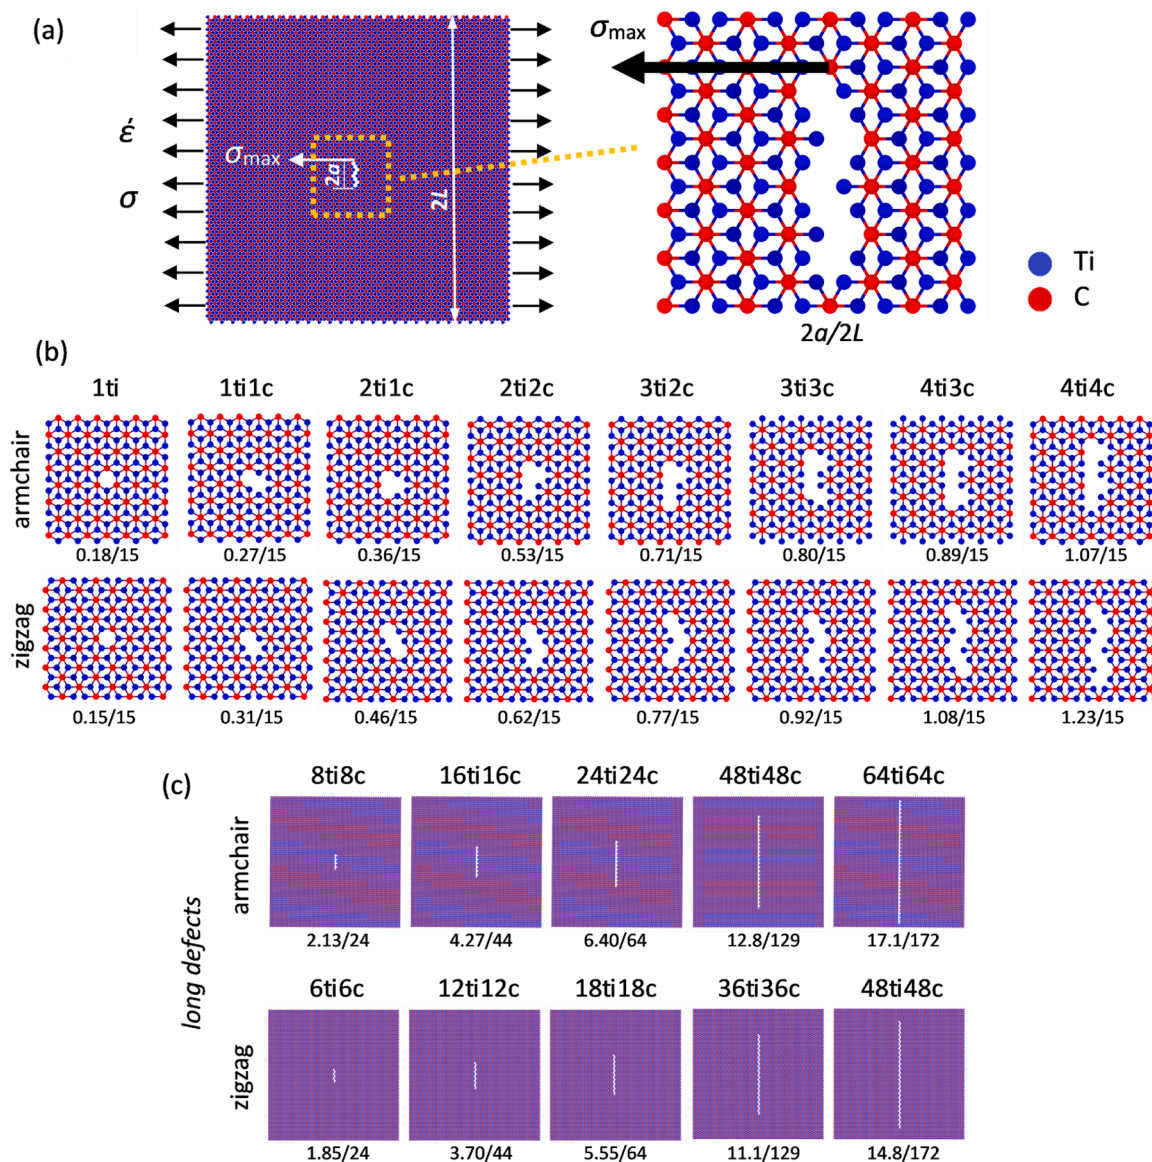 (a)
σmax
σmax
ε̇
σ
2a
2L
Ti
C
2a/2L
(b)
1ti 1ti1c 2ti1c 2ti2c 3ti2c 3ti3c 4ti3c 4ti4c
armchair
0.18/15 0.27/15 0.36/15 0.53/15 0.71/15 0.80/15 0.89/15 1.07/15
zigzag
0.15/15 0.31/15 0.46/15 0.62/15 0.77/15 0.92/15 1.08/15 1.23/15
(c)
long defects
8ti8c 16ti16c 24ti24c 48ti48c 64ti64c
armchair
2.13/24 4.27/44 6.40/64 12.8/129 17.1/172
6ti6c 12ti12c 18ti18c 36ti36c 48ti48c
zigzag
1.85/24 3.70/44 5.55/64 11.1/129 14.8/172